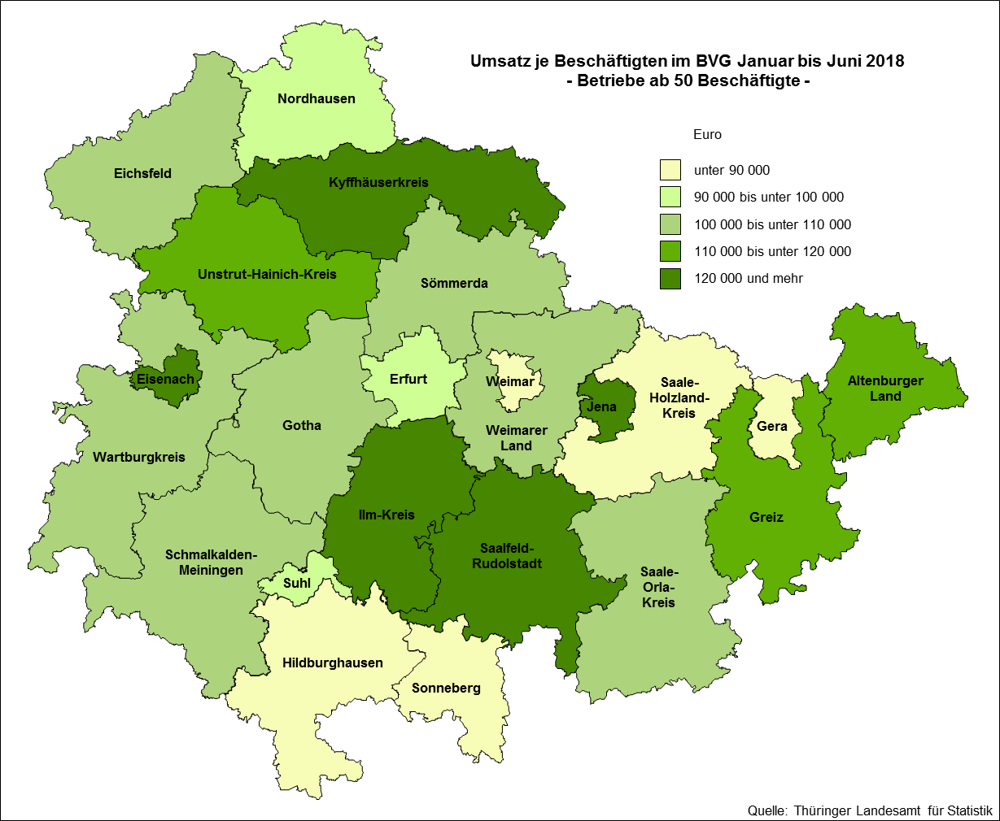 Umsatz je Beschäftigten im BVG Januar bis Juni 2018
- Betriebe ab 50 Beschäftigte -
Euro
unter 90 000
90 000 bis unter 100 000
100 000 bis unter 110 000
110 000 bis unter 120 000
120 000 und mehr
Nordhausen
Eichsfeld
Kyffhäuserkreis
Unstrut-Hainich-Kreis
Sömmerda
Eisenach
Erfurt
Weimar
Saale-
Holzland-
Kreis
Altenburger
Land
Jena
Gotha
Gera
Weimarer
Land
Wartburgkreis
Ilm-Kreis
Greiz
Saalfeld-
Rudolstadt
Schmalkalden-
Meiningen
Suhl
Saale-
Orla-
Kreis
Hildburghausen
Sonneberg
Quelle: Thüringer Landesamt für Statistik